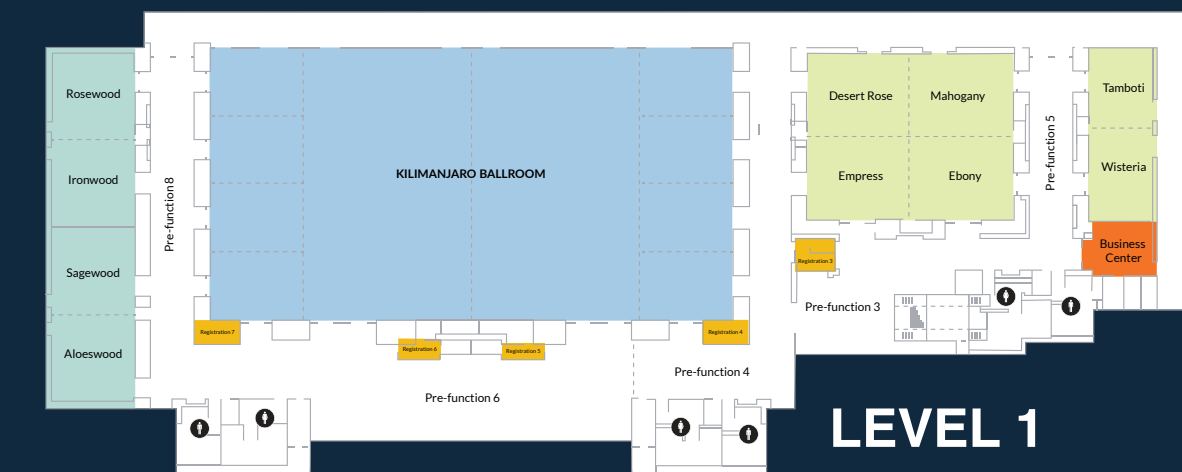 Rosewood
Ironwood
Sagewood
Aloeswood
Pre-function 8
KILIMANJARO BALLROOM
Registration 7
Registration 6
Registration 5
Registration 4
Pre-function 6
Pre-function 4
Desert Rose
Mahogany
Empress
Ebony
Registration 3
Pre-function 3
Pre-function 5
Tamboti
Wisteria
Business
Center
LEVEL 1